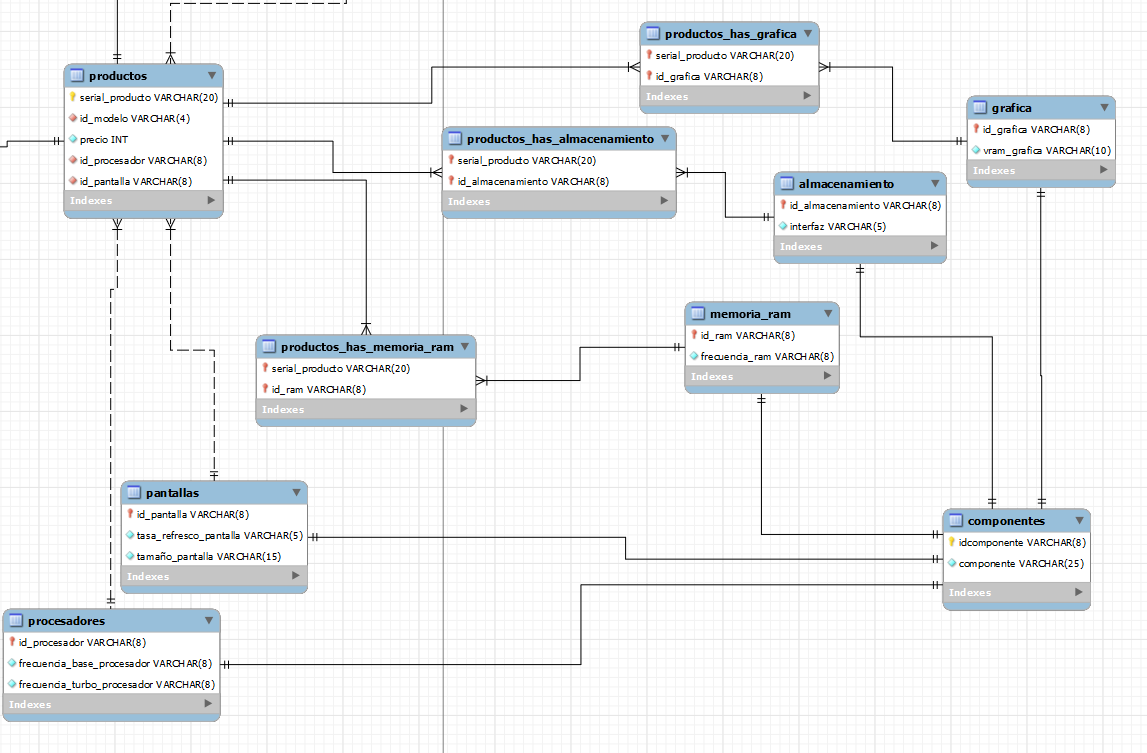 productos
serial_producto VARCHAR(20)
id_modelo VARCHAR(4)
precio INT
id_procesador VARCHAR(8)
id_pantalla VARCHAR(8)
Indexes
productos_has_grafica
serial_producto VARCHAR(20)
id_grafica VARCHAR(8)
Indexes
grafica
id_grafica VARCHAR(8)
vram_grafica VARCHAR(10)
Indexes
productos_has_almacenamiento
serial_producto VARCHAR(20)
id_almacenamiento VARCHAR(8)
Indexes
almacenamiento
id_almacenamiento VARCHAR(8)
interfaz VARCHAR(5)
Indexes
memoria_ram
id_ram VARCHAR(8)
frecuencia_ram VARCHAR(8)
Indexes
productos_has_memoria_ram
serial_producto VARCHAR(20)
id_ram VARCHAR(8)
Indexes
pantallas
id_pantalla VARCHAR(8)
tasa_refresco_pantalla VARCHAR(5)
tamaño_pantalla VARCHAR(15)
Indexes
componentes
idcomponente VARCHAR(8)
componente VARCHAR(25)
Indexes
procesadores
id_procesador VARCHAR(8)
frecuencia_base_procesador VARCHAR(8)
frecuencia_turbo_procesador VARCHAR(8)
Indexes